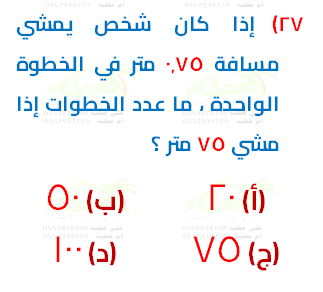 ٢٧) إذا كان شخص يمشي
مسافة ٠,٧٥ متر في الخطوة
الواحدة ، ما عدد الخطوات إذا
مشي ٧٥ متر ؟
(أ) ٢٠ (ب) ٥٠
(ج) ٧٥ (د) ١٠٠